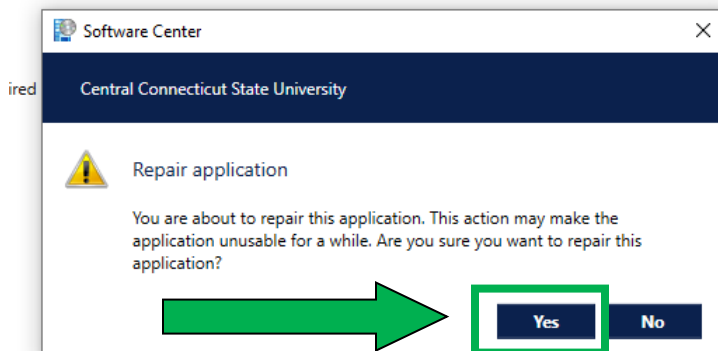 Software Center
ired
Central Connecticut State University
Repair application
You are about to repair this application. This action may make the
application unusable for a while. Are you sure you want to repair this
application?
Yes
No